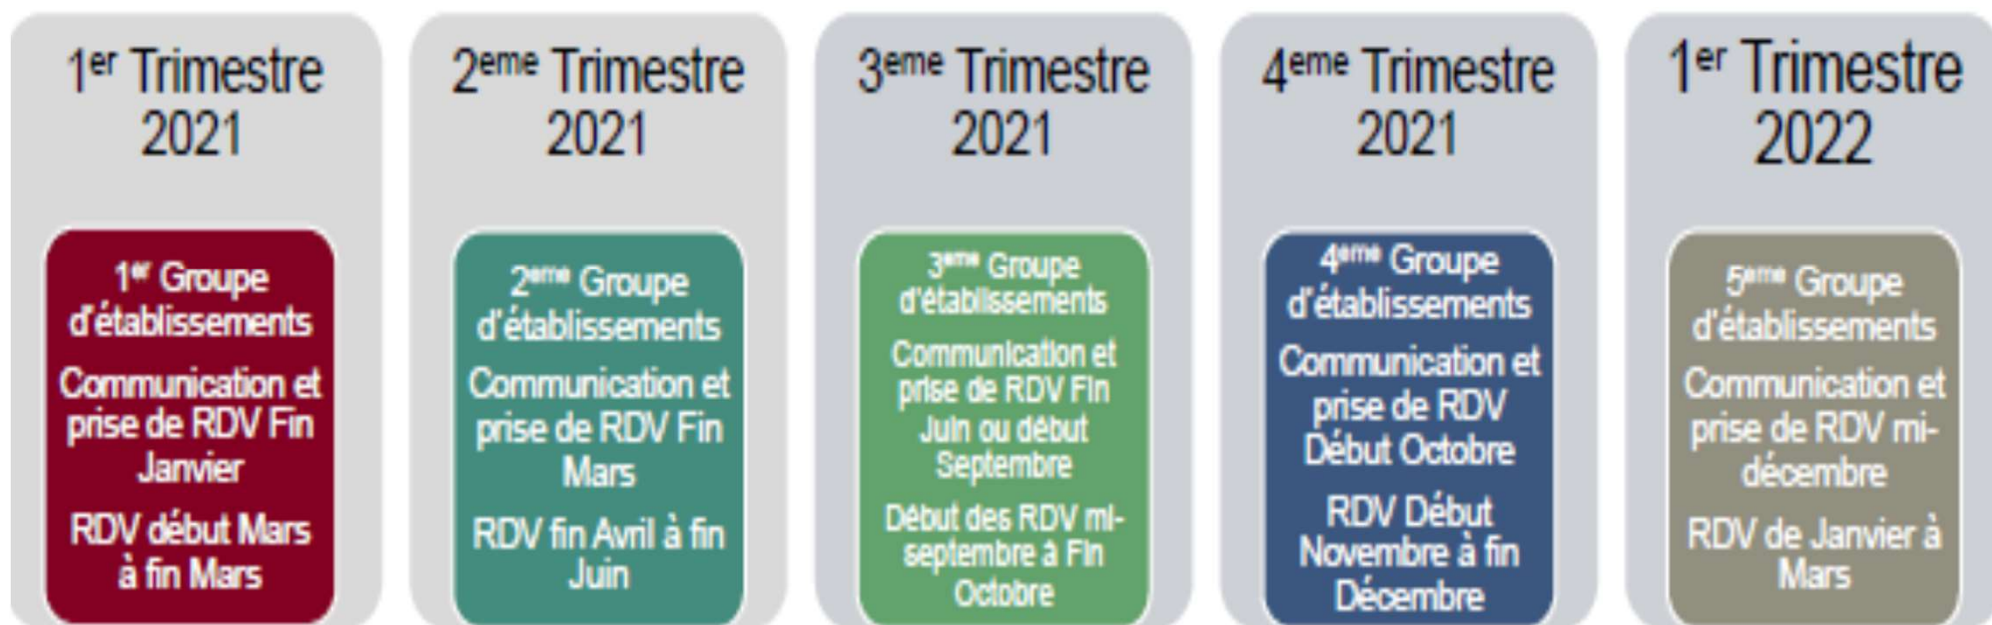 1er Trimestre
2021
1er Groupe
d'établissements
Communication et
prise de RDV Fin
Janvier
RDV début Mars
à fin Mars
2eme Trimestre
2021
2eme Groupe
d'établissements
Communication et
prise de RDV Fin
Mars
RDV fin Avril à fin
Juin
3eme Trimestre
2021
3eme Groupe
d'établissements
Communication et
prise de RDV Fin
Juin ou début
Septembre
Début des RDV mi-
septembre à Fin
Octobre
4eme Trimestre
2021
4eme Groupe
d'établissements
Communication et
prise de RDV
Début Octobre
RDV Début
Novembre à fin
Décembre
1er Trimestre
2022
5eme Groupe
d'établissements
Communication et
prise de RDV mi-
décembre
RDV de Janvier à
Mars